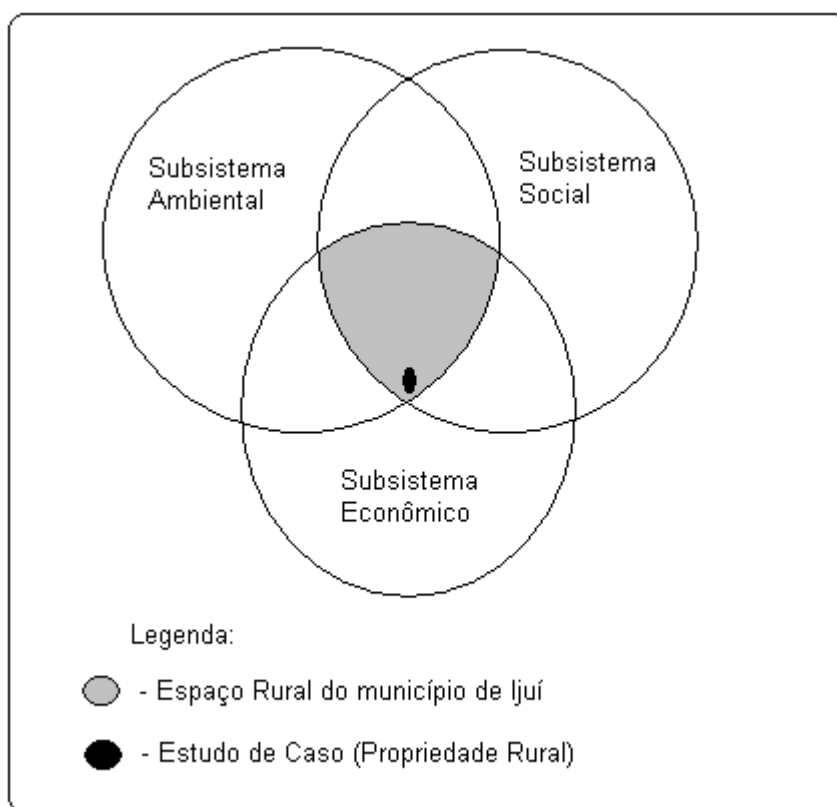 Subsistema
Ambiental
Subsistema
Social
Subsistema
Econômico
Legenda:
- Espaço Rural do município de Ijuí
- Estudo de Caso (Propriedade Rural)